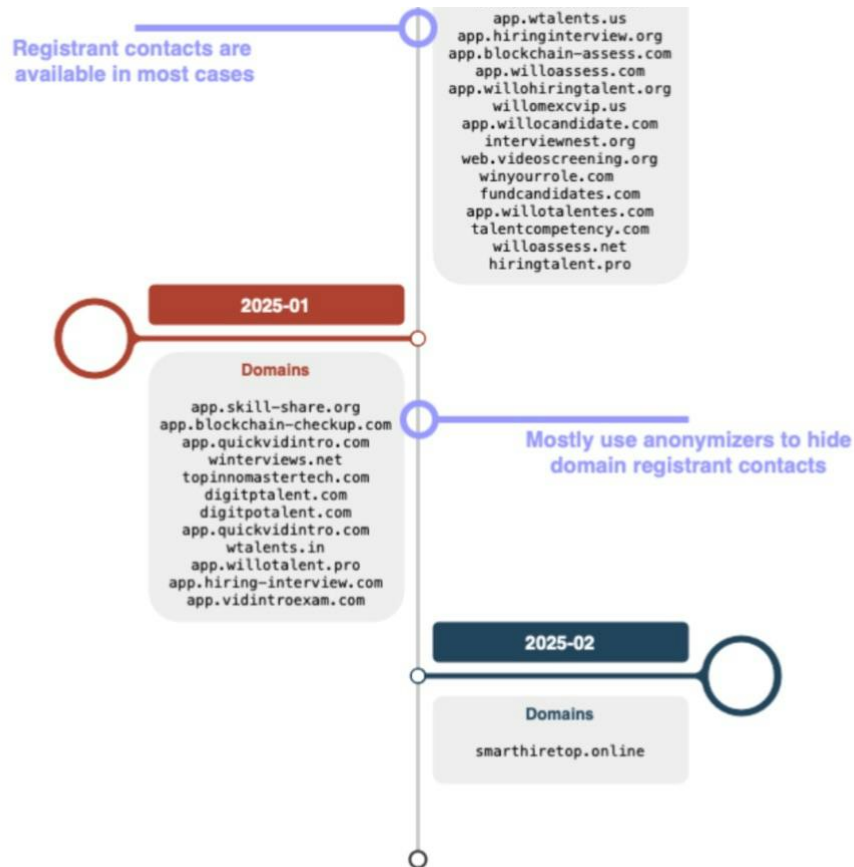 app.wtalents.us
app.hiringinterview.org
app.blockchain-assess.com
app.willoassess.com
app.willohiringtalent.org
willomexcvip.us
app.willocandidate.com
interviewnest.org
web.videoscreening.org
winyourrole.com
fundcandidates.com
app.willotalentes.com
talentcompetency.com
willoassess.net
hiringtalent.pro
Registrant contacts are
available in most cases
2025-01
Domains
app.skill-share.org
app.blockchain-checkup.com
app.quickvidintro.com
winterviews.net
topinnomastertech.com
digitptalent.com
digitpotalent.com
app.quickvidintro.com
wtalents.in
app.willotalent.pro
app.hiring-interview.com
app.vidintroexam.com
Mostly use anonymizers to hide
domain registrant contacts
2025-02
Domains
smarthiretop.online